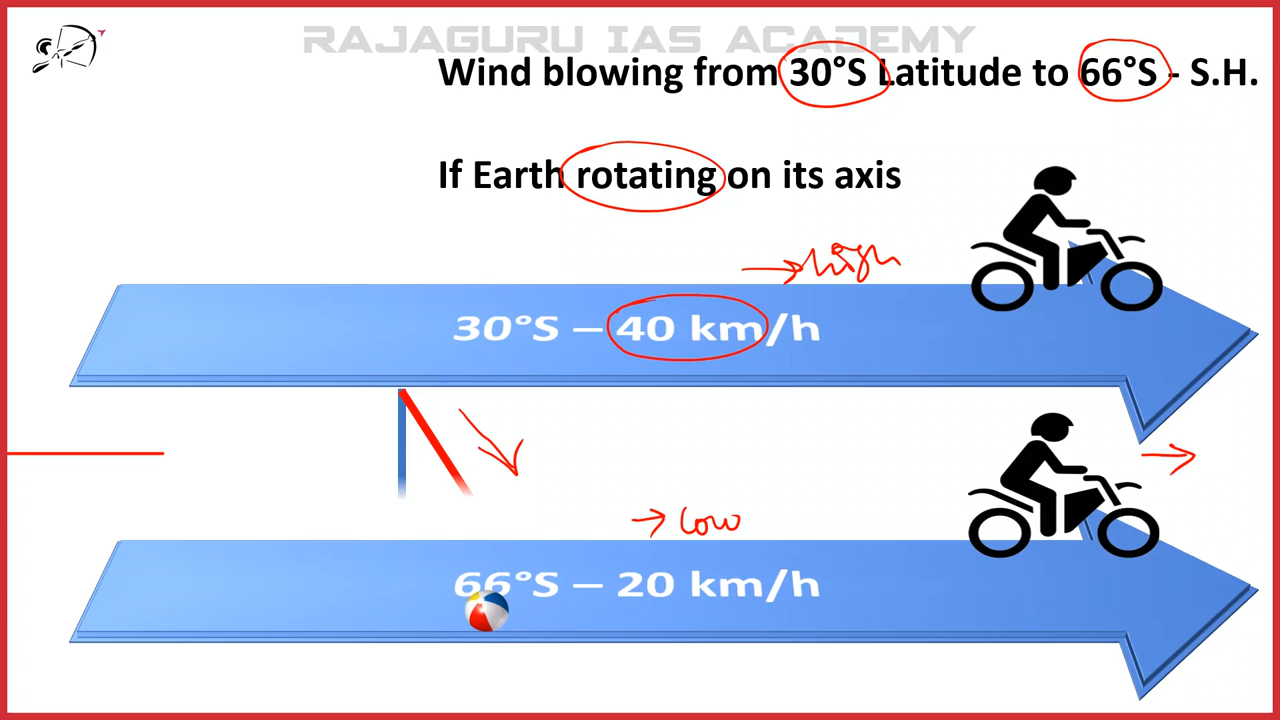 RAJAGURU IAS ACADEMY
Wind blowing from 30°S Latitude to 66°S - S.H.
If Earth rotating on its axis
high
30°S – 40 km/h
low
66°S – 20 km/h